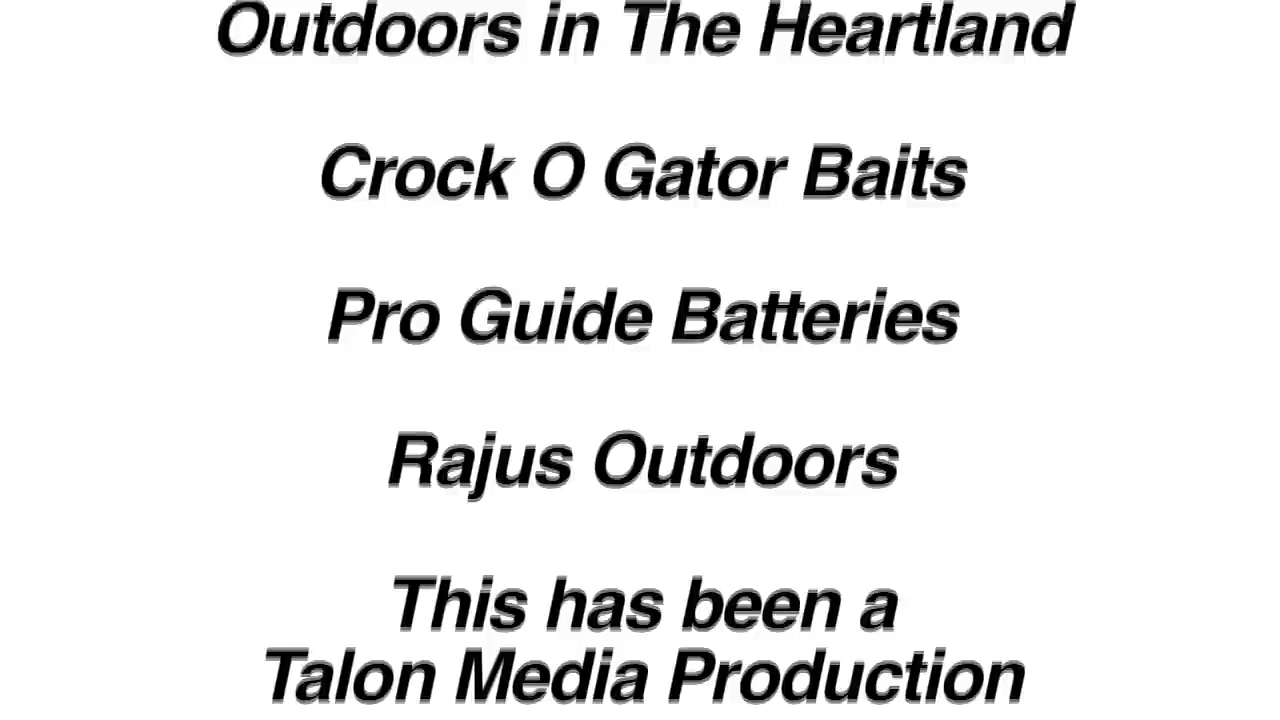 Outdoors in The Heartland
Crock O Gator Baits
Pro Guide Batteries
Rajus Outdoors
This has been a
Talon Media Production